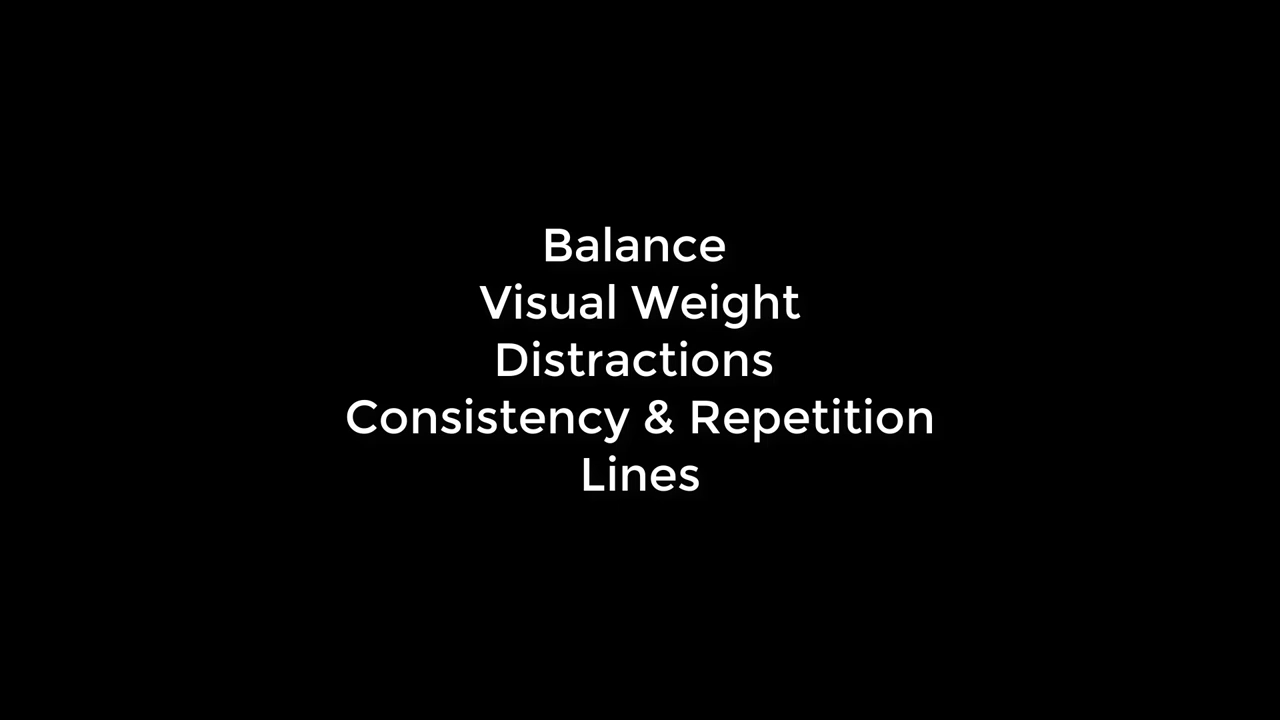 Balance
Visual Weight
Distractions
Consistency & Repetition
Lines